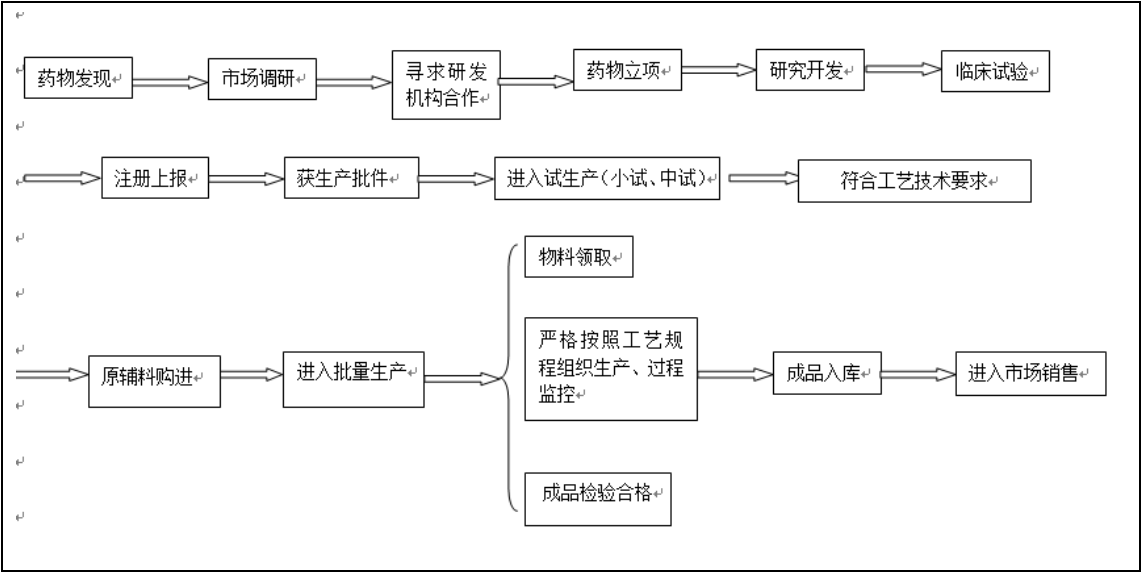 药物发现
市场调研
寻求研发
机构合作
药物立项
研究开发
临床试验
注册上报
获生产批件
进入试生产（小试、中试）
符合工艺技术要求
原辅料购进
进入批量生产
物料领取
严格按照工艺规
程组织生产、过程
监控
成品检验合格
成品入库
进入市场销售